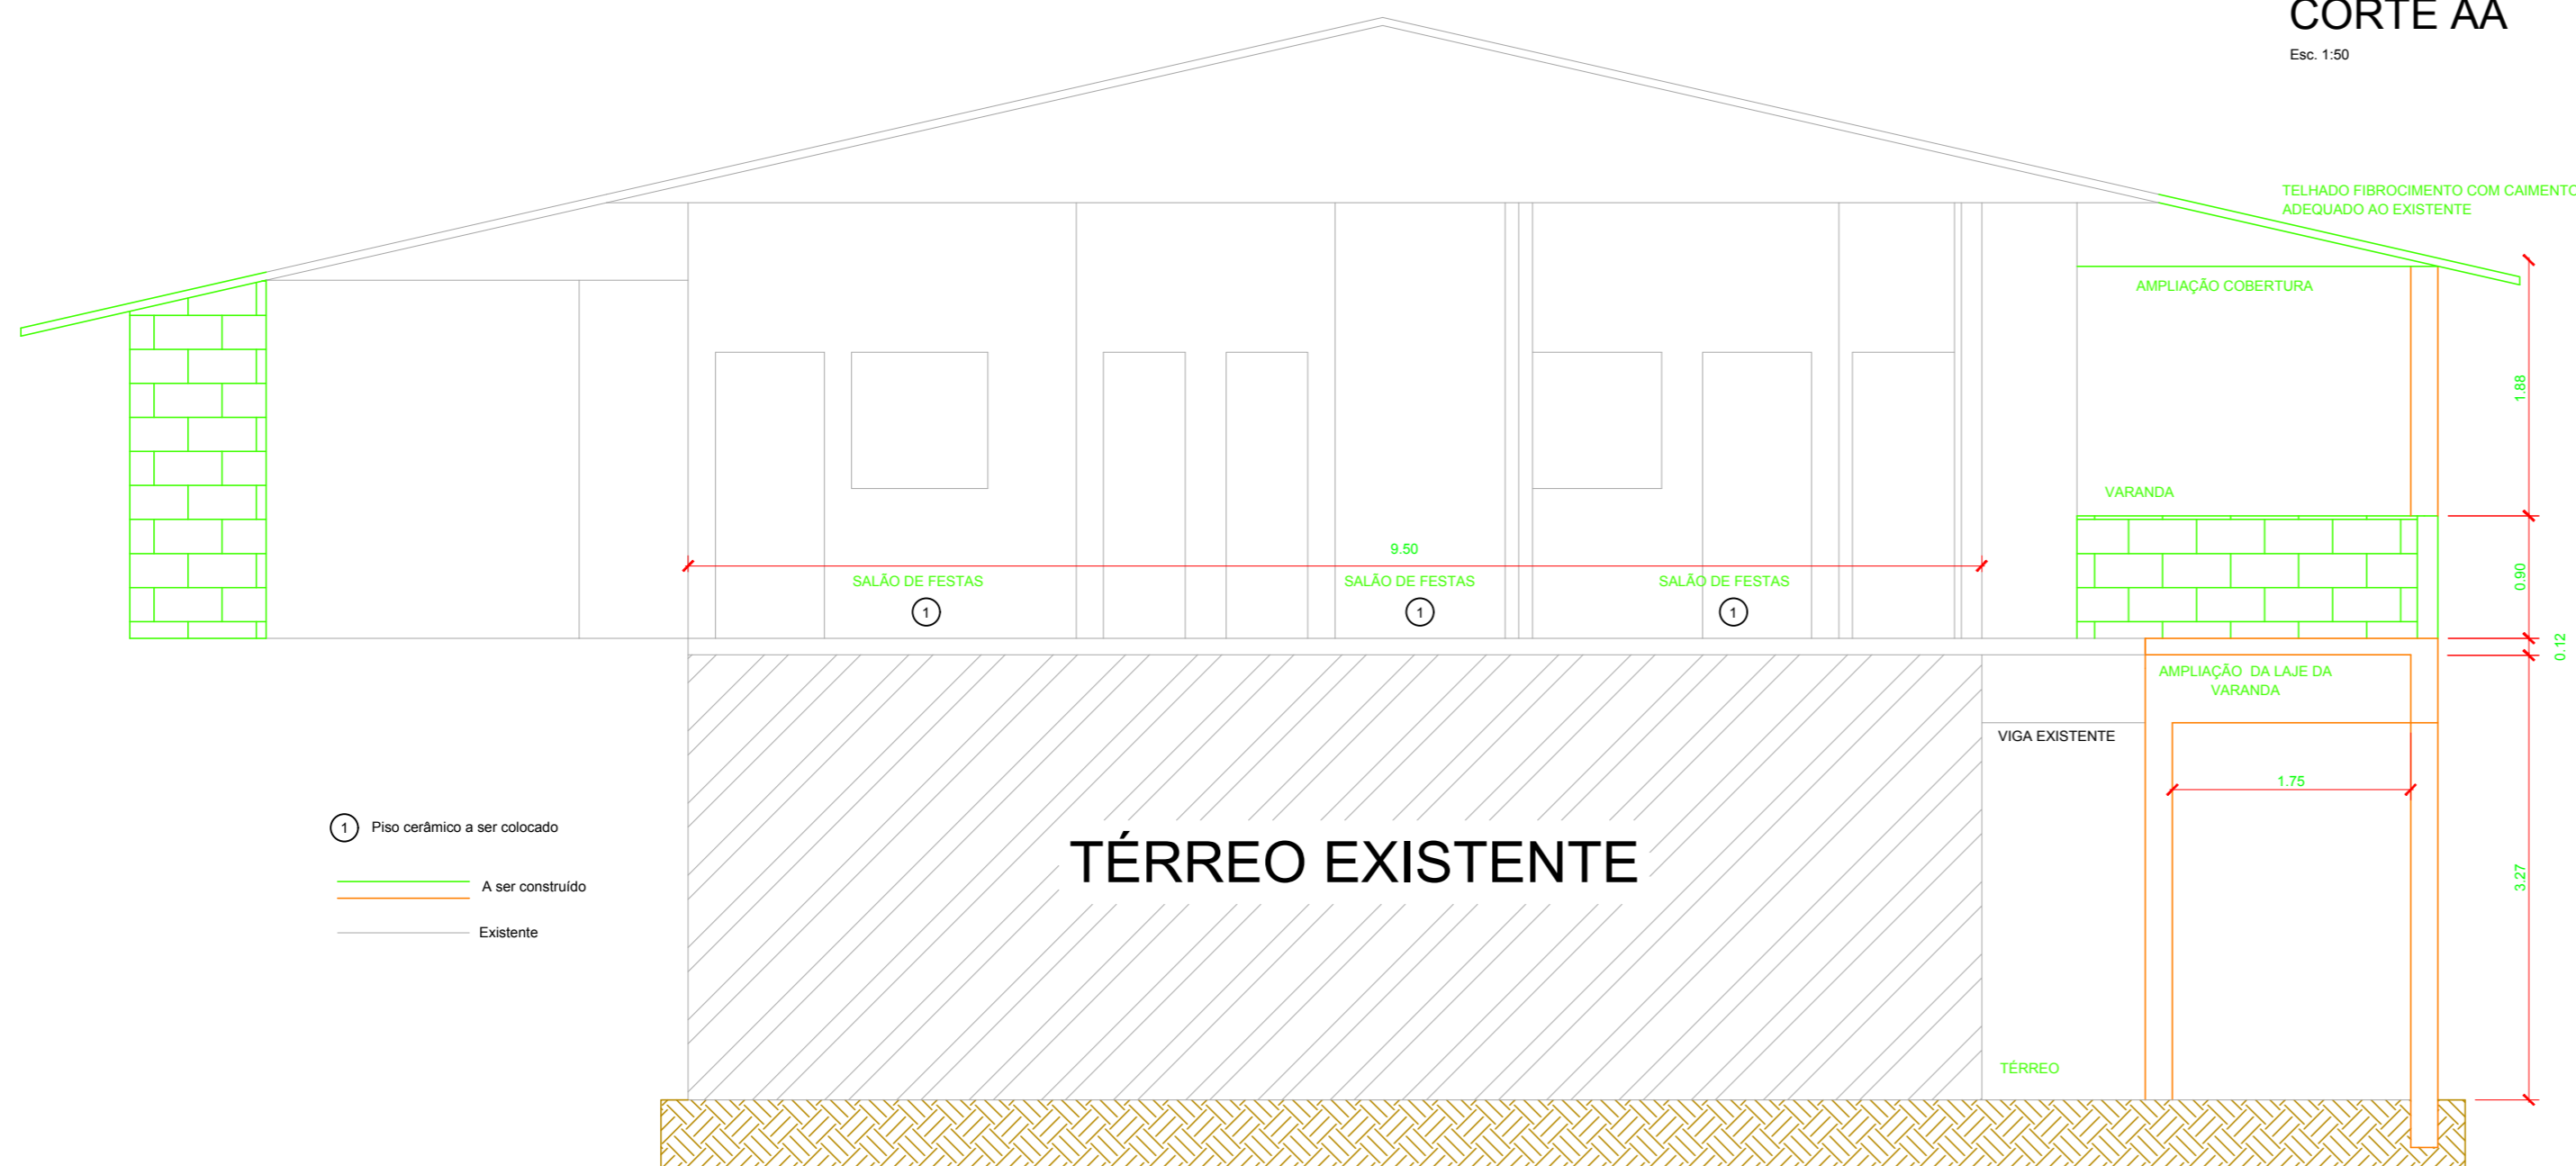 CORTE AA
Esc. 1:50
TELHADO FIBROCIMENTO COM CAIMENTO
ADEQUADO AO EXISTENTE
AMPLIAÇÃO COBERTURA
1.88
VARANDA
9.50
0.90
SALÃO DE FESTAS
SALÃO DE FESTAS
SALÃO DE FESTAS
1
1
1
0.12
AMPLIAÇÃO DA LAJE DA
VARANDA
VIGA EXISTENTE
1.75
1 Piso cerâmico a ser colocado
TÉRREO EXISTENTE
3.27
A ser construído
Existente
TÉRREO